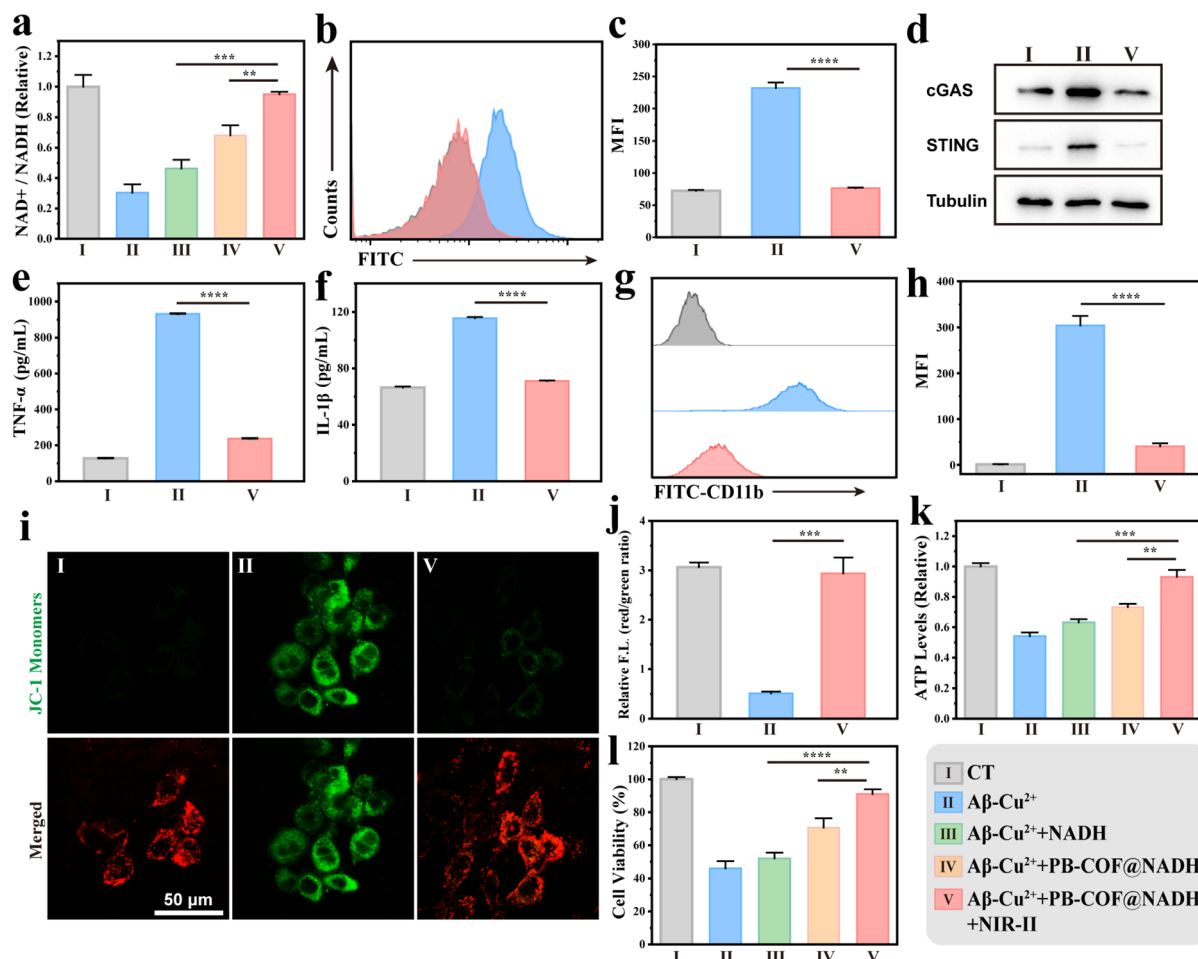 a
NAD+ / NADH (Relative)
1.2
1.0
0.8
0.6
0.4
0.2
0.0
***
**
I II III IV V
b
Counts
FITC
c
MFI
300
250
200
150
100
50
0
****
I II V
d
I II V
cGAS
STING
Tubulin
e
TNF-α (pg/mL)
1000
800
600
400
200
0
****
I II V
f
IL-1β (pg/mL)
120
80
40
0
****
I II V
g
FITC-CD11b
h
MFI
400
300
200
100
0
****
I II V
i
I II V
JC-1 Monomers
Merged
50 μm
j
Relative F.L. (red/green ratio)
4
3
2
1
0
***
I II V
k
ATP Levels (Relative)
1.2
1.0
0.8
0.6
0.4
0.2
0.0
***
**
I II III IV V
l
Cell Viability (%)
120
100
80
60
40
20
0
****
**
I II III IV V
I CT
II Aβ-Cu²⁺
III Aβ-Cu²⁺+NADH
IV Aβ-Cu²⁺+PB-COF@NADH
V Aβ-Cu²⁺+PB-COF@NADH
+NIR-II